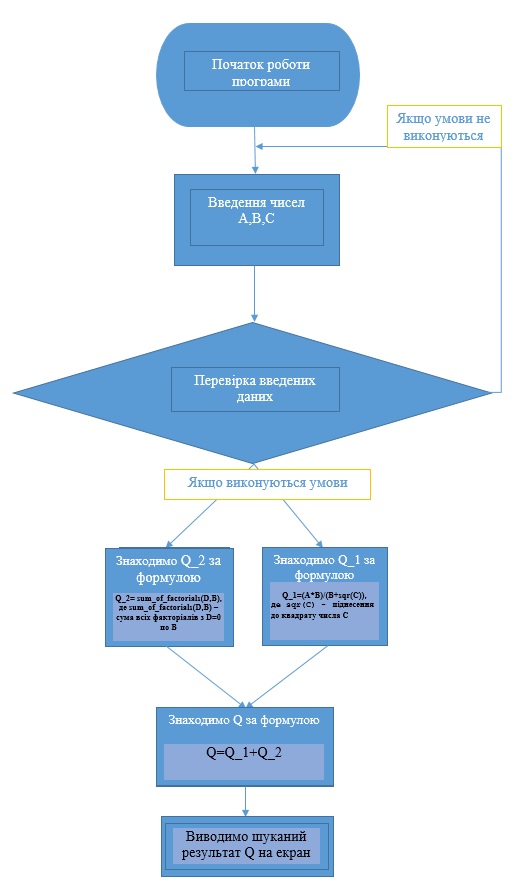 Початок роботи
програми
Якщо умови не
виконуються
Введення чисел
А,В,С
Перевірка введених
даних
Якщо виконуються умови
Знаходимо Q_2 за
формулою
Q_2= sum_of_factorial1(D,B),
де sum_of_factorial1(D,B) –
сума всіх факторіалів з D=0
по В
Знаходимо Q_1 за
формулою
Q_1=(A*B)/(B+sqr(C)),
де sqr(C) – піднесення
до квадрату числа С
Знаходимо Q за формулою
Q=Q_1+Q_2
Виводимо шуканий
результат Q на екран